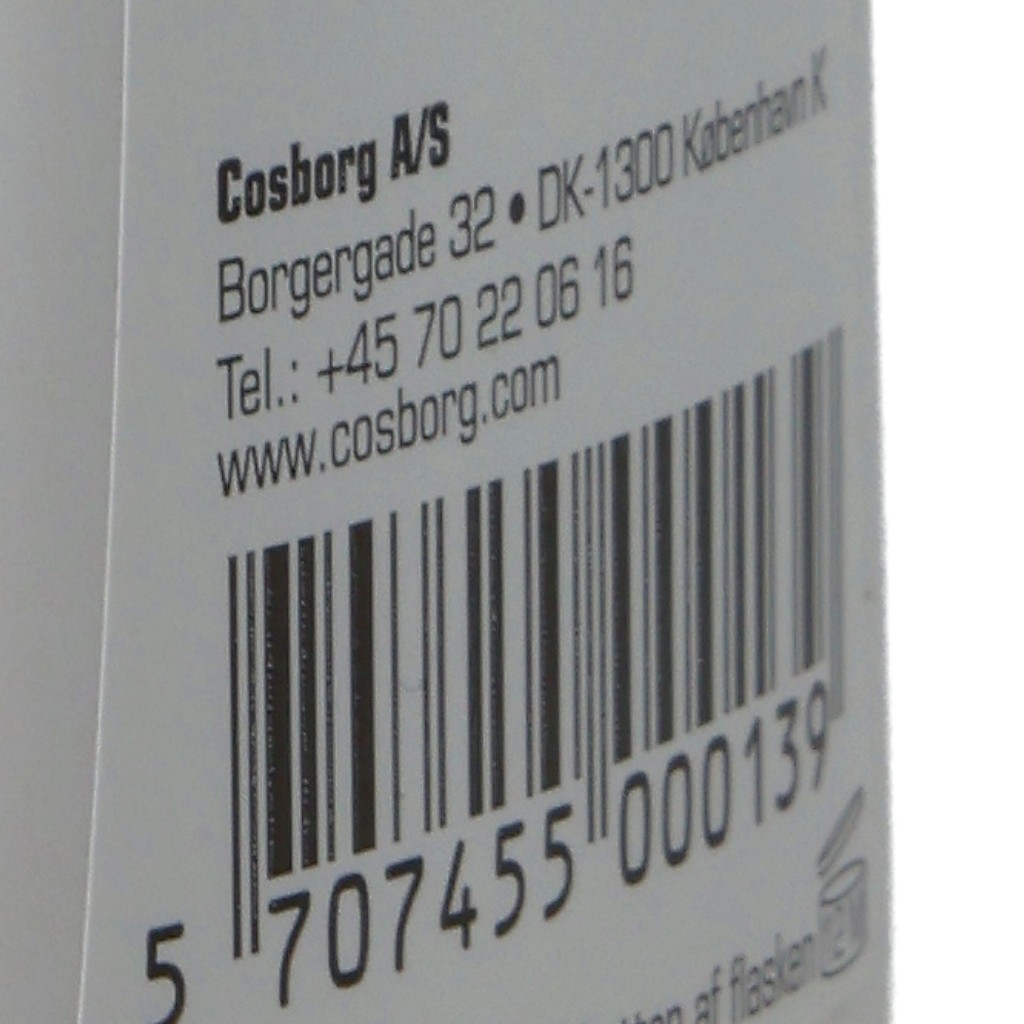 Cosborg A/S
Borgergade 32 • DK-1300 København K
Tel.: +45 70 22 06 16
www.cosborg.com
5 707455 000139
af flasken